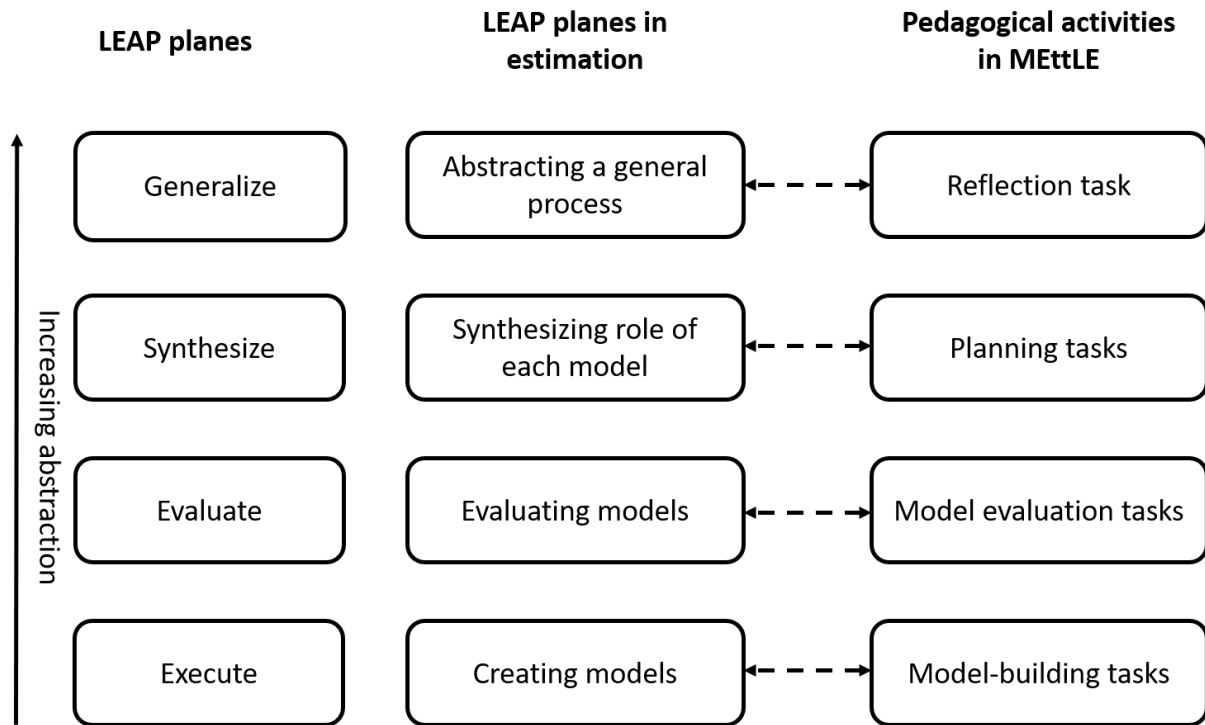 LEAP planes
LEAP planes in
estimation
Pedagogical activities
in MEttLE
Increasing abstraction
Generalize
Abstracting a general
process
Reflection task
Synthesize
Synthesizing role of
each model
Planning tasks
Evaluate
Evaluating models
Model evaluation tasks
Execute
Creating models
Model-building tasks